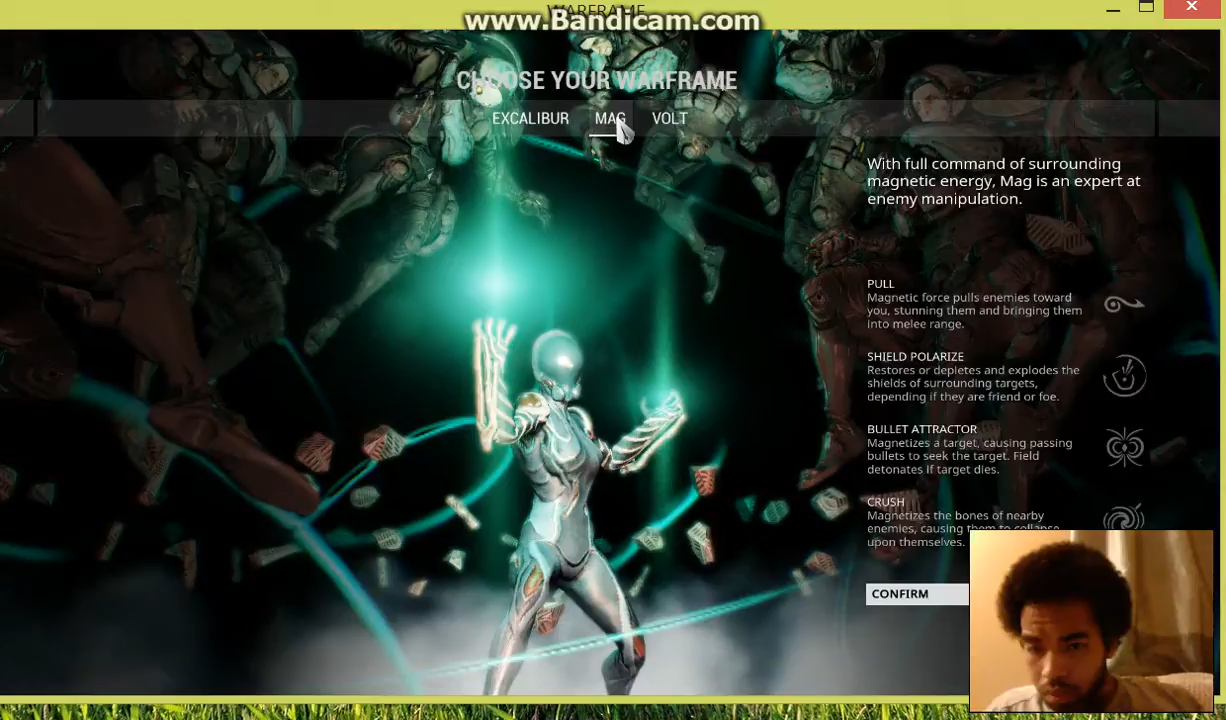 WARFRAME
www.Bandicam.com
CHOOSE YOUR WARFRAME
EXCALIBUR MAG VOLT
With full command of surrounding
magnetic energy, Mag is an expert at
enemy manipulation.
PULL
Magnetic force pulls enemies toward
you, stunning them and bringing them
into melee range.
SHIELD POLARIZE
Restores or depletes and explodes the
shields of surrounding targets,
depending if they are friend or foe.
BULLET ATTRACTOR
Magnetizes a target, causing passing
bullets to seek the target. Field
detonates if target dies.
CRUSH
Magnetizes the bones of nearby
enemies, causing them to collapse
upon themselves.
CONFIRM